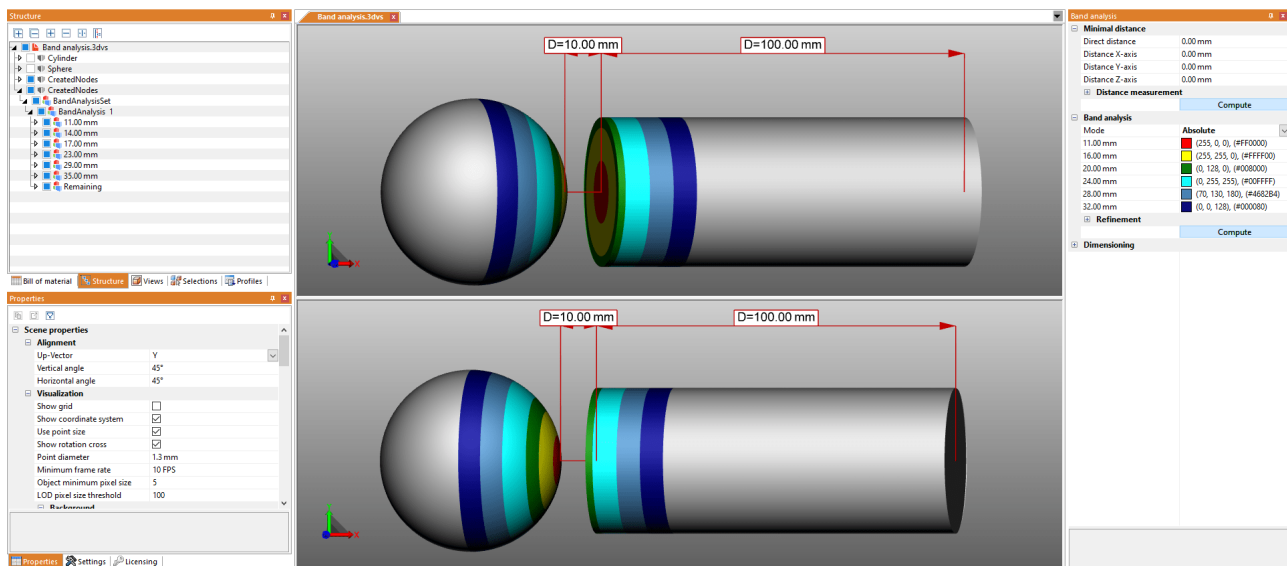 Structure
Band analysis.3dvs
Cylinder
Sphere
CreatedNodes
CreatedNodes
BandAnalysisSet
BandAnalysis 1
11.00 mm
14.00 mm
17.00 mm
23.00 mm
29.00 mm
35.00 mm
Remaining
Bill of material Structure Views Selections Profiles
Properties
Scene properties
Alignment
Up-Vector Y
Vertical angle 45°
Horizontal angle 45°
Visualization
Show grid
Show coordinate system
Use point size
Show rotation cross
Point diameter 1.3 mm
Minimum frame rate 10 FPS
Object minimum pixel size 5
LOD pixel size threshold 100
Background
Properties Settings Licensing
Band analysis.3dvs
D=10.00 mm D=100.00 mm
X
D=10.00 mm D=100.00 mm
X
Band analysis
Minimal distance
Direct distance 0.00 mm
Distance X-axis 0.00 mm
Distance Y-axis 0.00 mm
Distance Z-axis 0.00 mm
Distance measurement
Compute
Band analysis
Mode Absolute
11.00 mm (255, 0, 0), (#FF0000)
16.00 mm (255, 255, 0), (#FFFF00)
20.00 mm (0, 128, 0), (#008000)
24.00 mm (0, 255, 255), (#00FFFF)
28.00 mm (70, 130, 180), (#4682B4)
32.00 mm (0, 0, 128), (#000080)
Refinement
Compute
Dimensioning